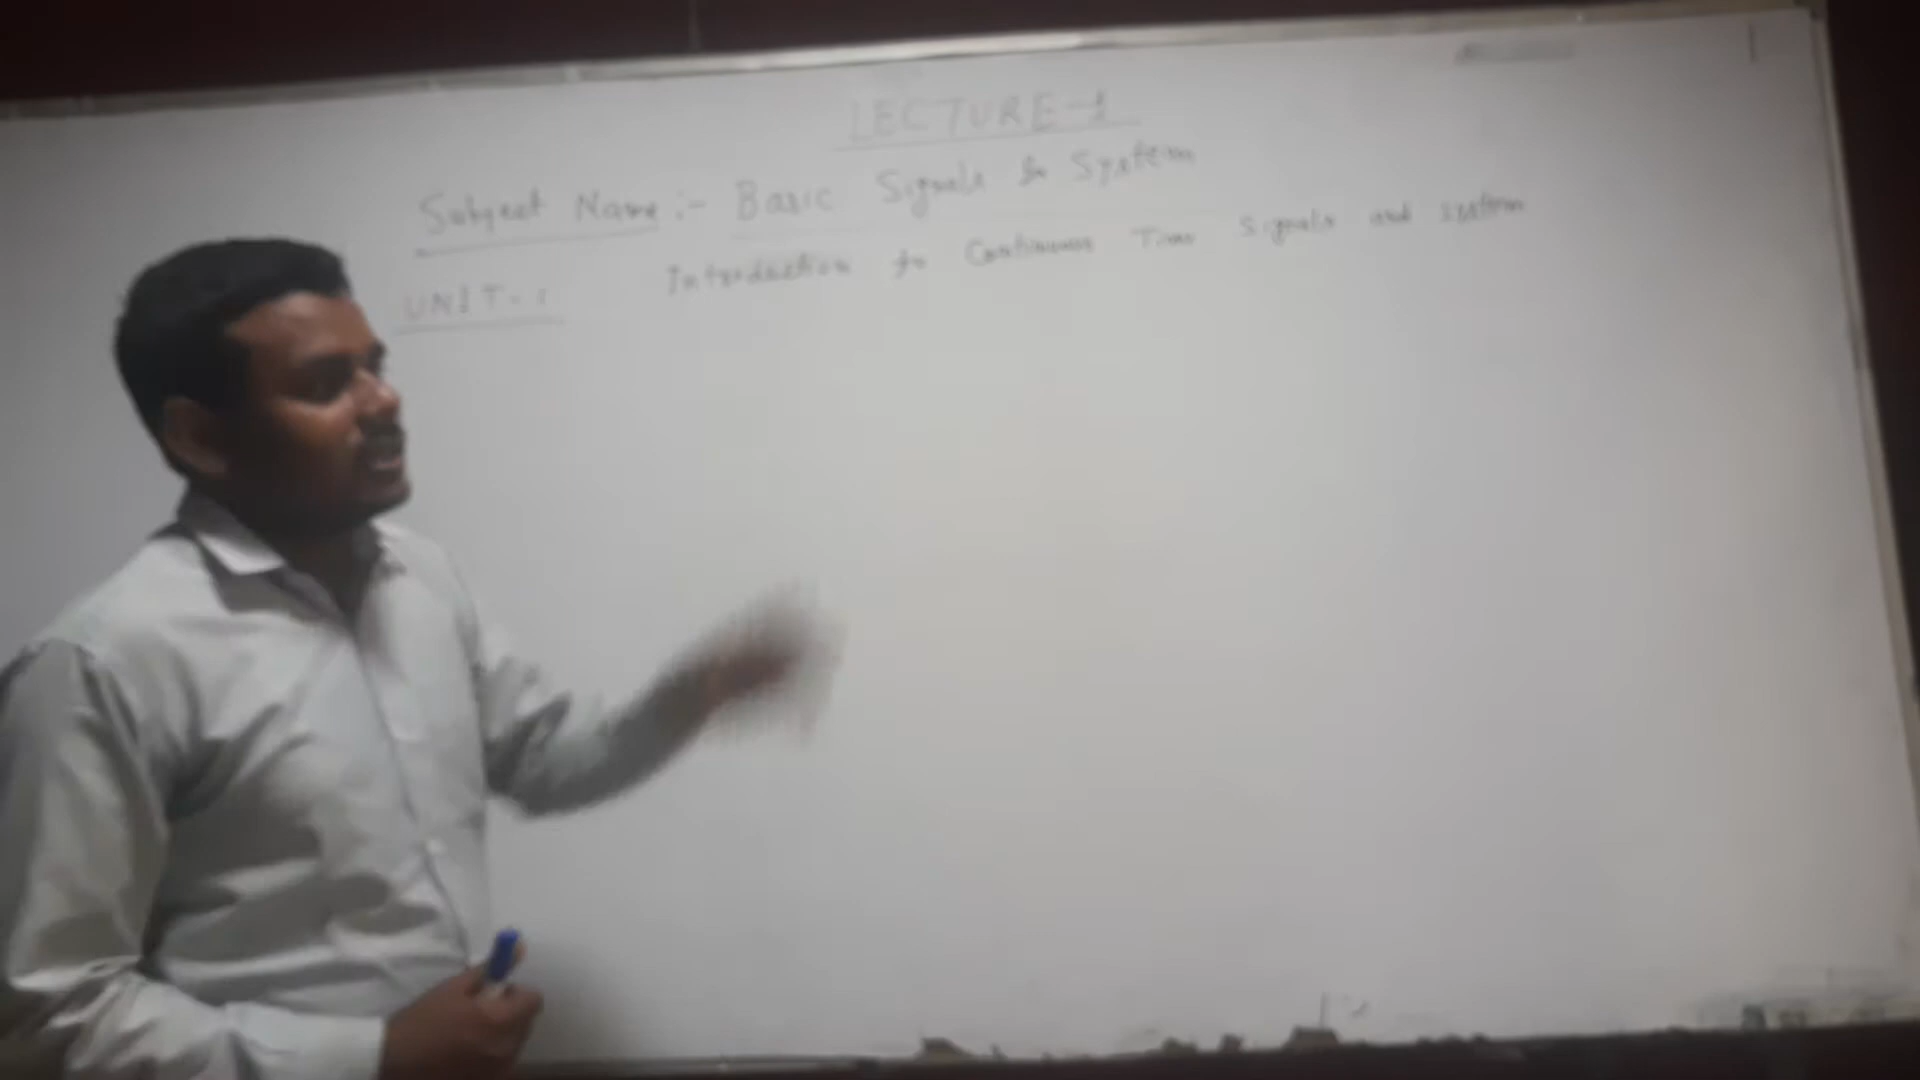 LECTURE-1
Subject Name :- Basic Signals & System
UNIT-1 Introduction to Continuous Time Signals and system